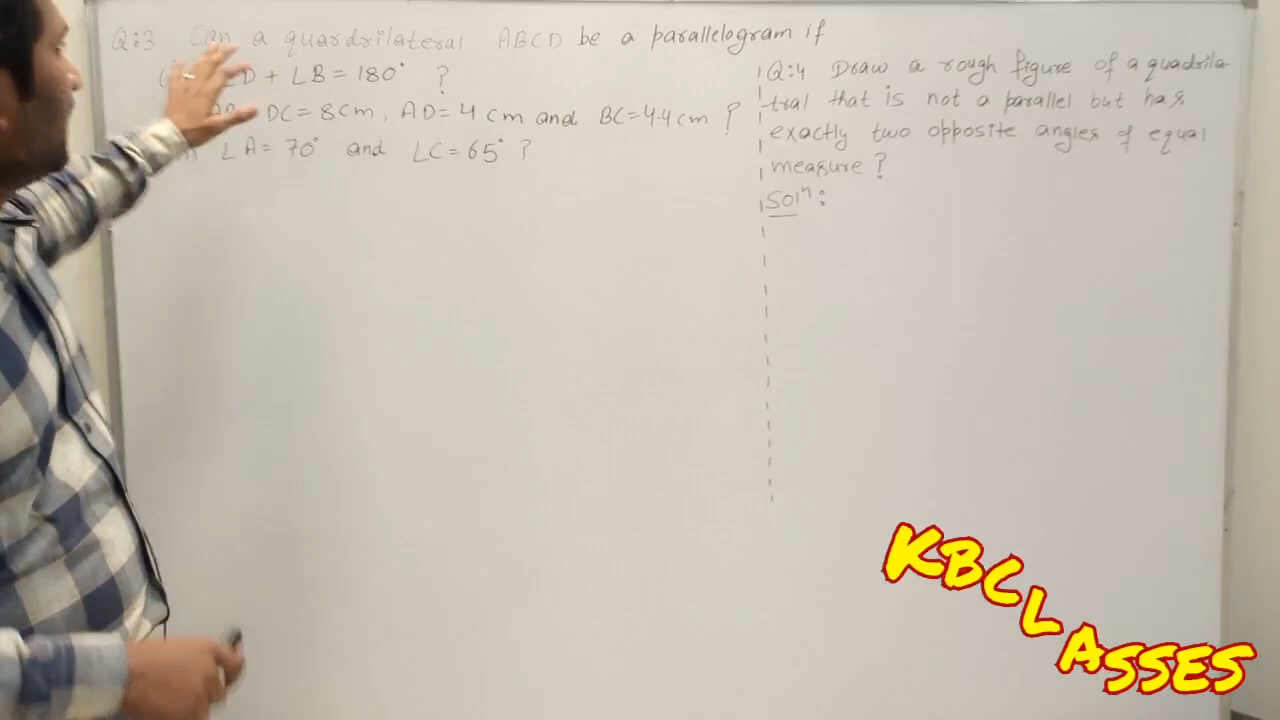 Q:3 Can a quardrilateral ABCD be a parallelogram if
∠D + ∠B = 180° ?
DC = 8 cm, AD = 4 cm and BC = 4.4 cm ?
∠A = 70° and ∠C = 65° ?
Q:4 Draw a rough figure of a quadrila-
tral that is not a parallel but has
exactly two opposite angles of equal
measure ?
Solⁿ:
KBCLASSES